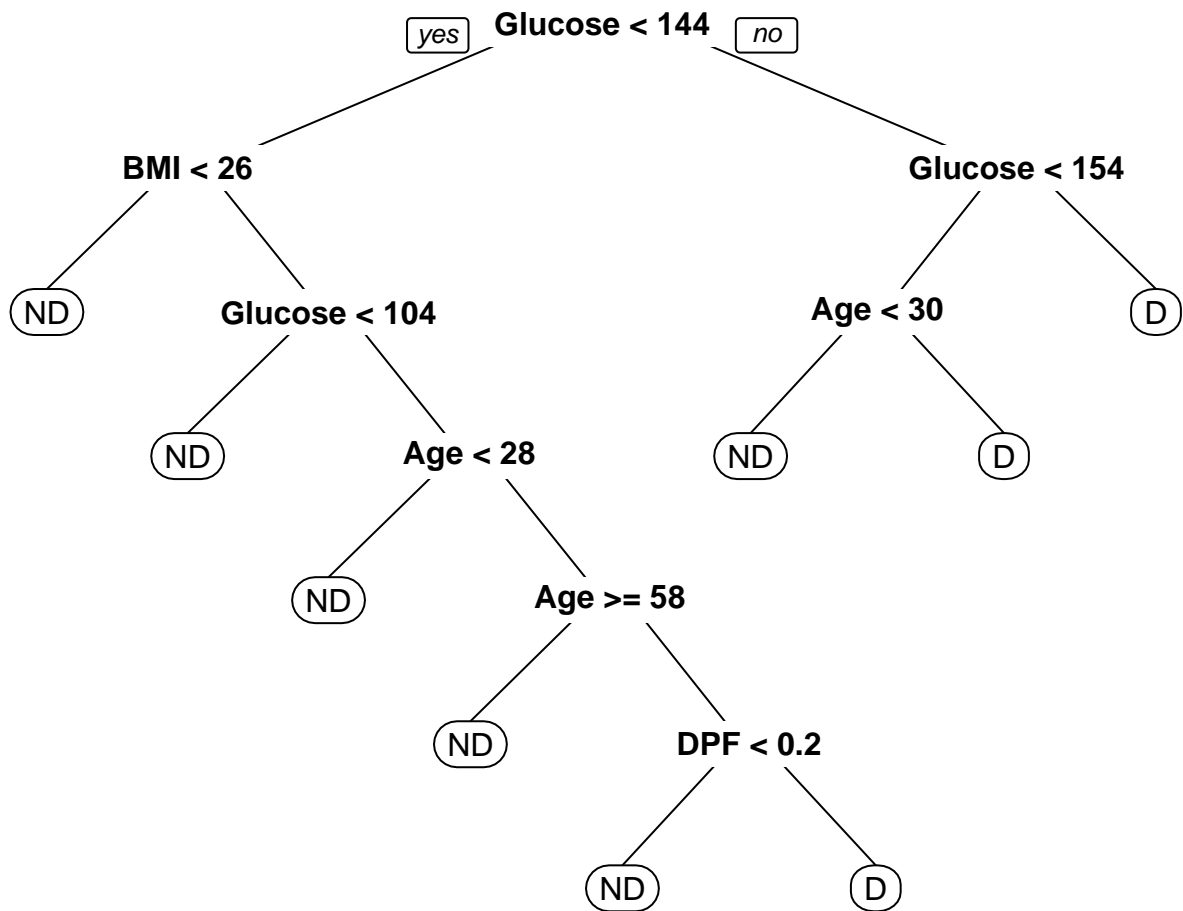 yes Glucose < 144 no
BMI < 26 Glucose < 154
ND Glucose < 104 Age < 30 D
ND Age < 28 ND D
ND Age >= 58
ND DPF < 0.2
ND D